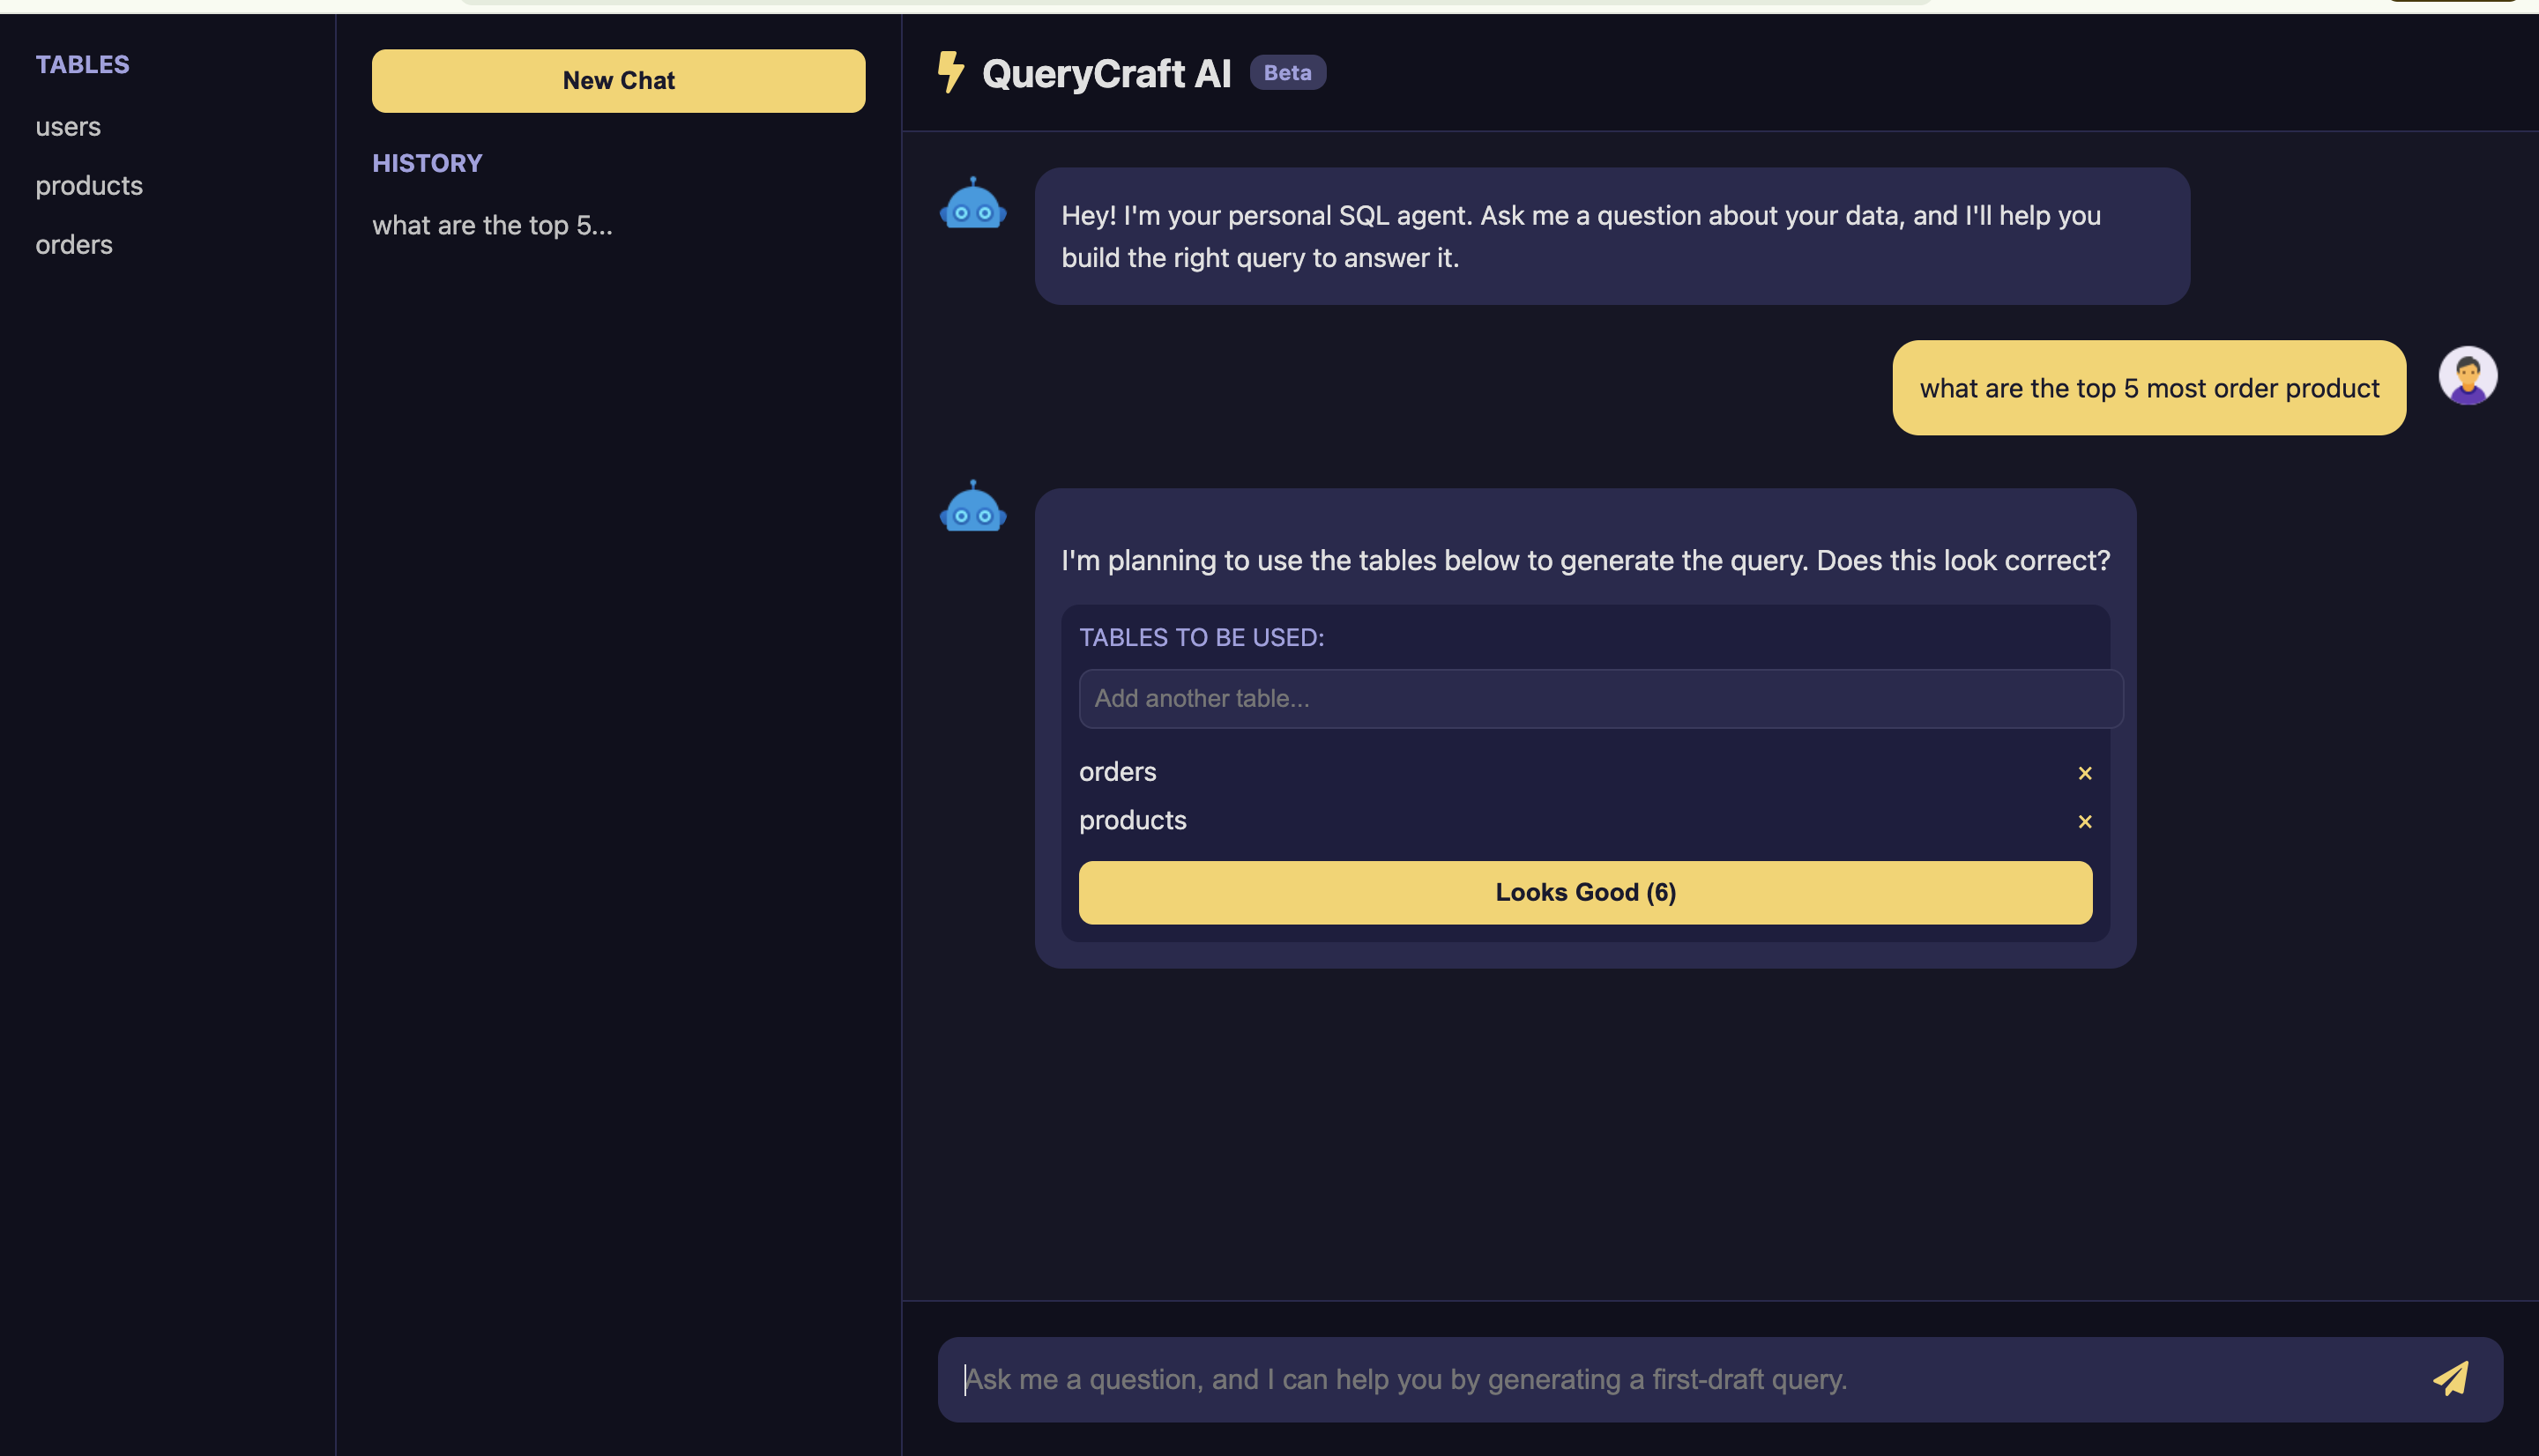 TABLES
users
products
orders
New Chat
HISTORY
what are the top 5...
QueryCraft AI Beta
Hey! I'm your personal SQL agent. Ask me a question about your data, and I'll help you
build the right query to answer it.
what are the top 5 most order product
I'm planning to use the tables below to generate the query. Does this look correct?
TABLES TO BE USED:
Add another table...
orders ×
products ×
Looks Good (6)
Ask me a question, and I can help you by generating a first-draft query.